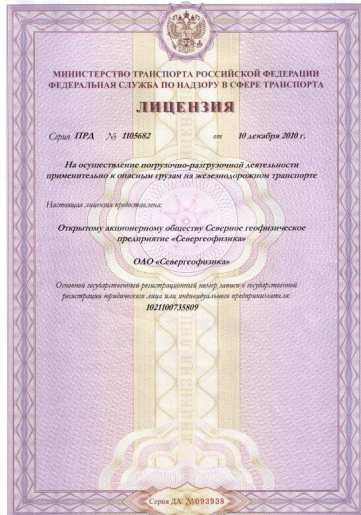 МИНИСТЕРСТВО ТРАНСПОРТА РОССИЙСКОЙ ФЕДЕРАЦИИ
ФЕДЕРАЛЬНАЯ СЛУЖБА ПО НАДЗОРУ В СФЕРЕ ТРАНСПОРТА
ЛИЦЕНЗИЯ
Серия ПРД № 1105682 от 10 декабря 2010 г.
На осуществление погрузочно-разгрузочной деятельности
применительно к опасным грузам на железнодорожном транспорте
Настоящая лицензия предоставлена:
Открытому акционерному обществу Северное геофизическое
предприятие «Севергеофизика»
ОАО «Севергеофизика»
Основной государственный регистрационный номер записи о государственной
регистрации юридического лица или индивидуального предпринимателя:
1021100735809
Серия ДА №093938